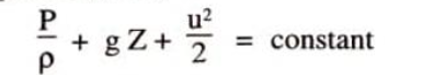 P/ρ + g Z + u²/2 = constant